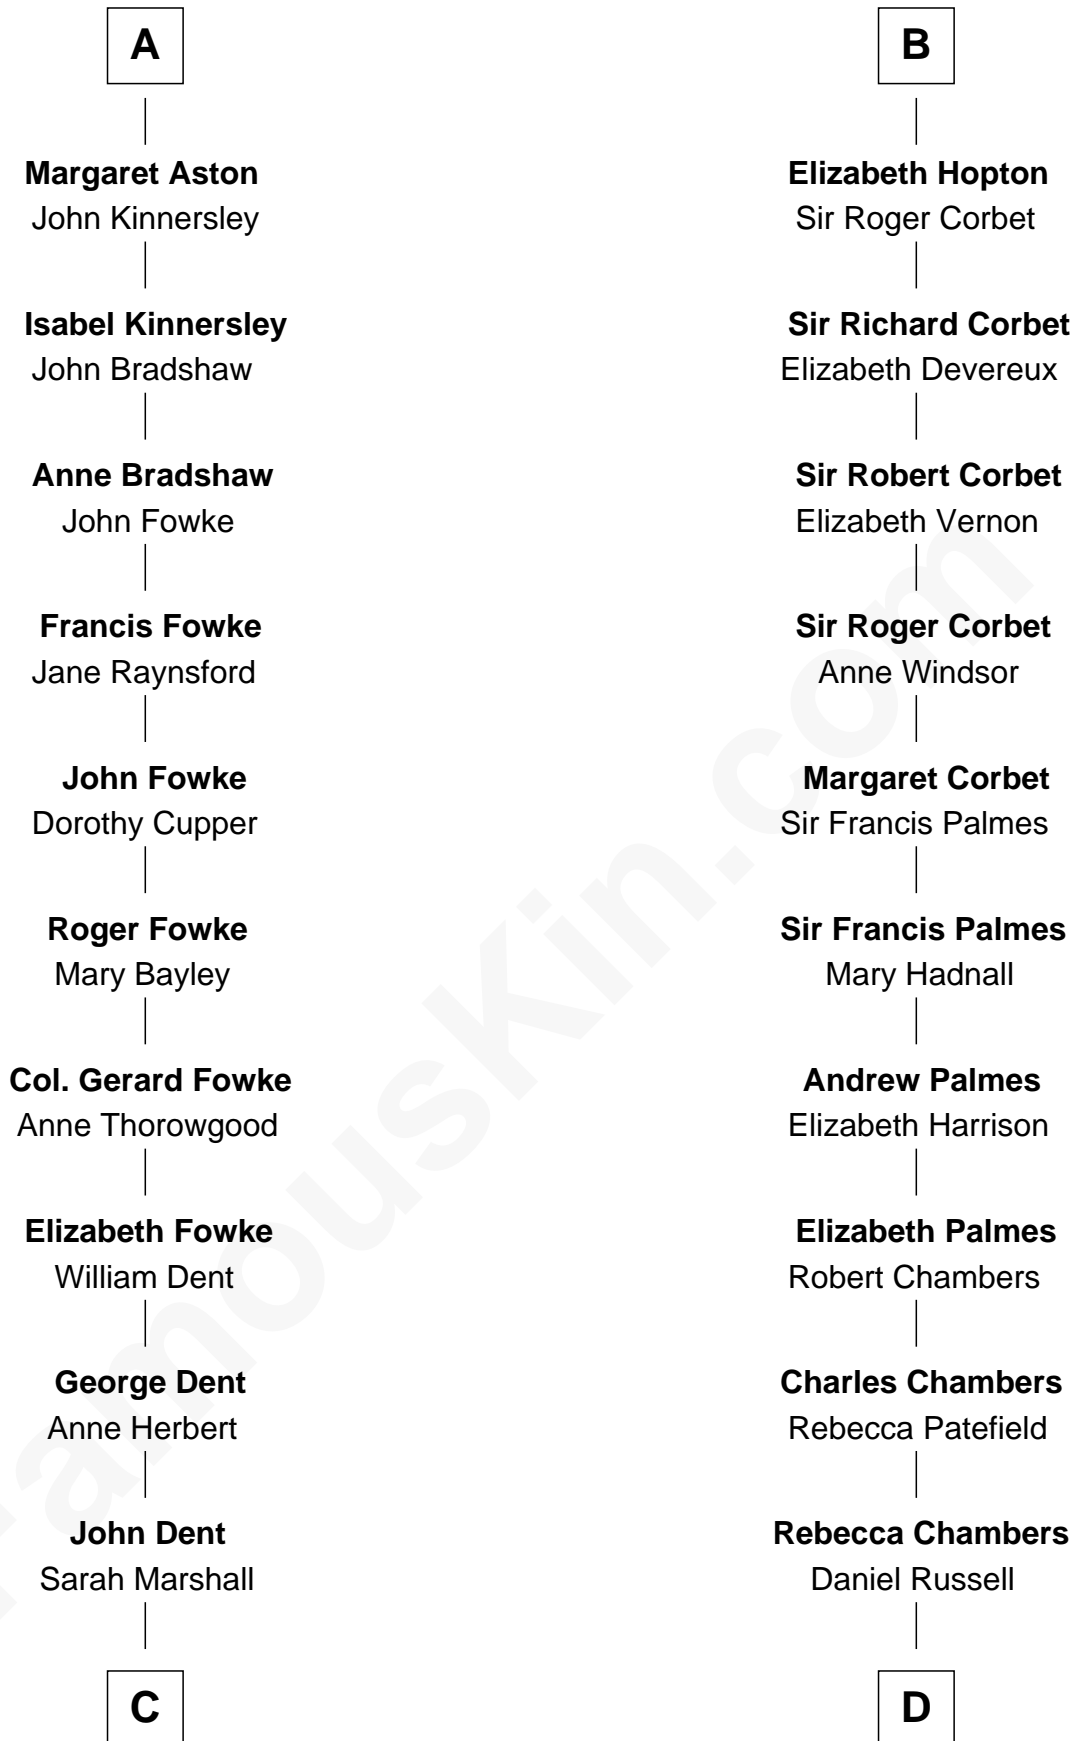 A
Margaret Aston
John Kinnersley
Isabel Kinnersley
John Bradshaw
Anne Bradshaw
John Fowke
Francis Fowke
Jane Raynsford
John Fowke
Dorothy Cupper
Roger Fowke
Mary Bayley
Col. Gerard Fowke
Anne Thorowgood
Elizabeth Fowke
William Dent
George Dent
Anne Herbert
John Dent
Sarah Marshall
C
B
Elizabeth Hopton
Sir Roger Corbet
Sir Richard Corbet
Elizabeth Devereux
Sir Robert Corbet
Elizabeth Vernon
Sir Roger Corbet
Anne Windsor
Margaret Corbet
Sir Francis Palmes
Sir Francis Palmes
Mary Hadnall
Andrew Palmes
Elizabeth Harrison
Elizabeth Palmes
Robert Chambers
Charles Chambers
Rebecca Patefield
Rebecca Chambers
Daniel Russell
D
FamousKin.com